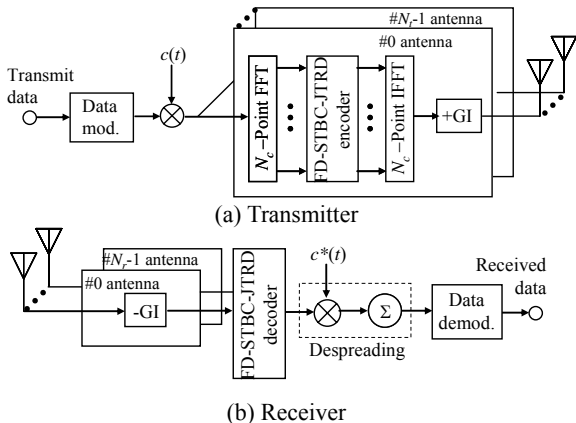 #Nr-1 antenna
#0 antenna
c(t)
Transmit
data
Data
mod.
Nc –Point FFT
FD-STBC-JTRD
encoder
Nc –Point IFFT
+GI
(a) Transmitter
#Nr-1 antenna
#0 antenna
-GI
FD-STBC-JTRD
decoder
c*(t)
Σ
Despreading
Data
demod.
Received
data
(b) Receiver